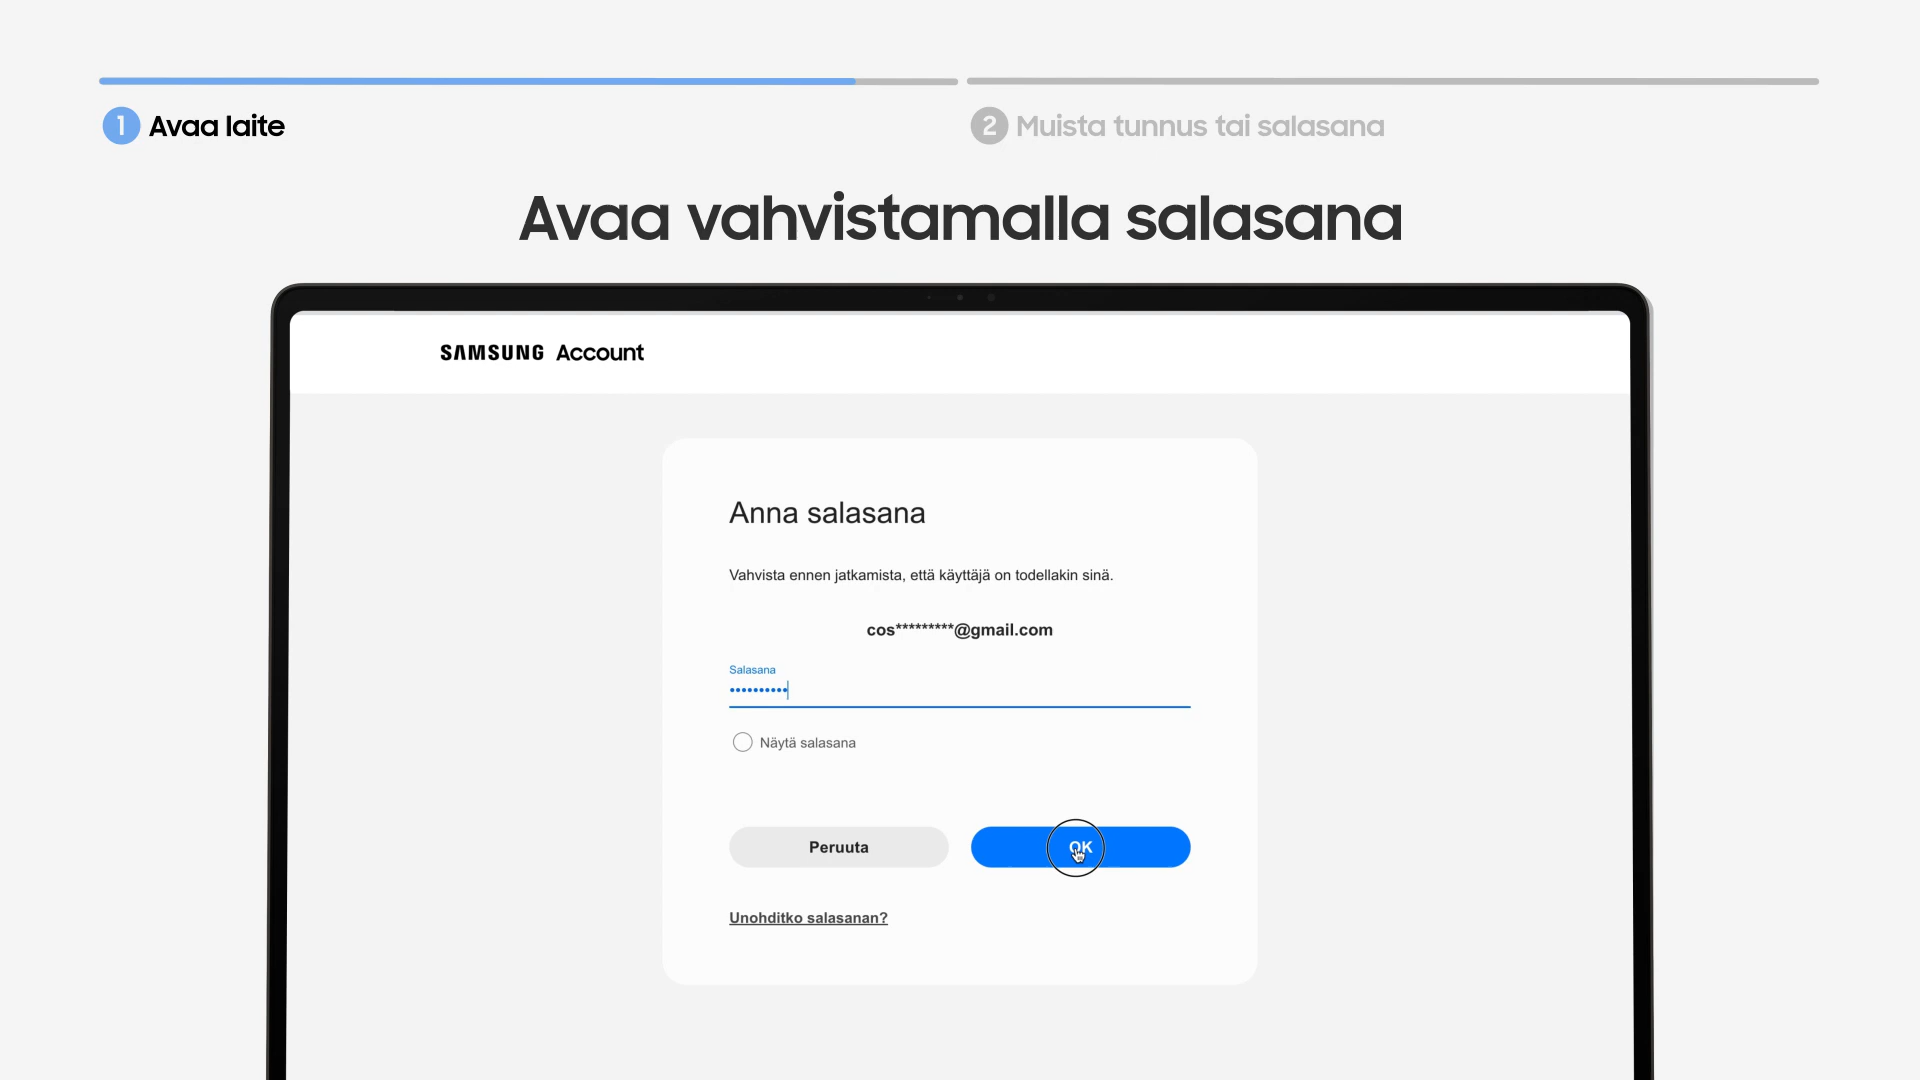 1 Avaa laite
2 Muista tunnus tai salasana
Avaa vahvistamalla salasana
SAMSUNG Account
Anna salasana
Vahvista ennen jatkamista, että käyttäjä on todellakin sinä.
cos*********@gmail.com
Salasana
••••••••••
Näytä salasana
Peruuta
OK
Unohditko salasanan?